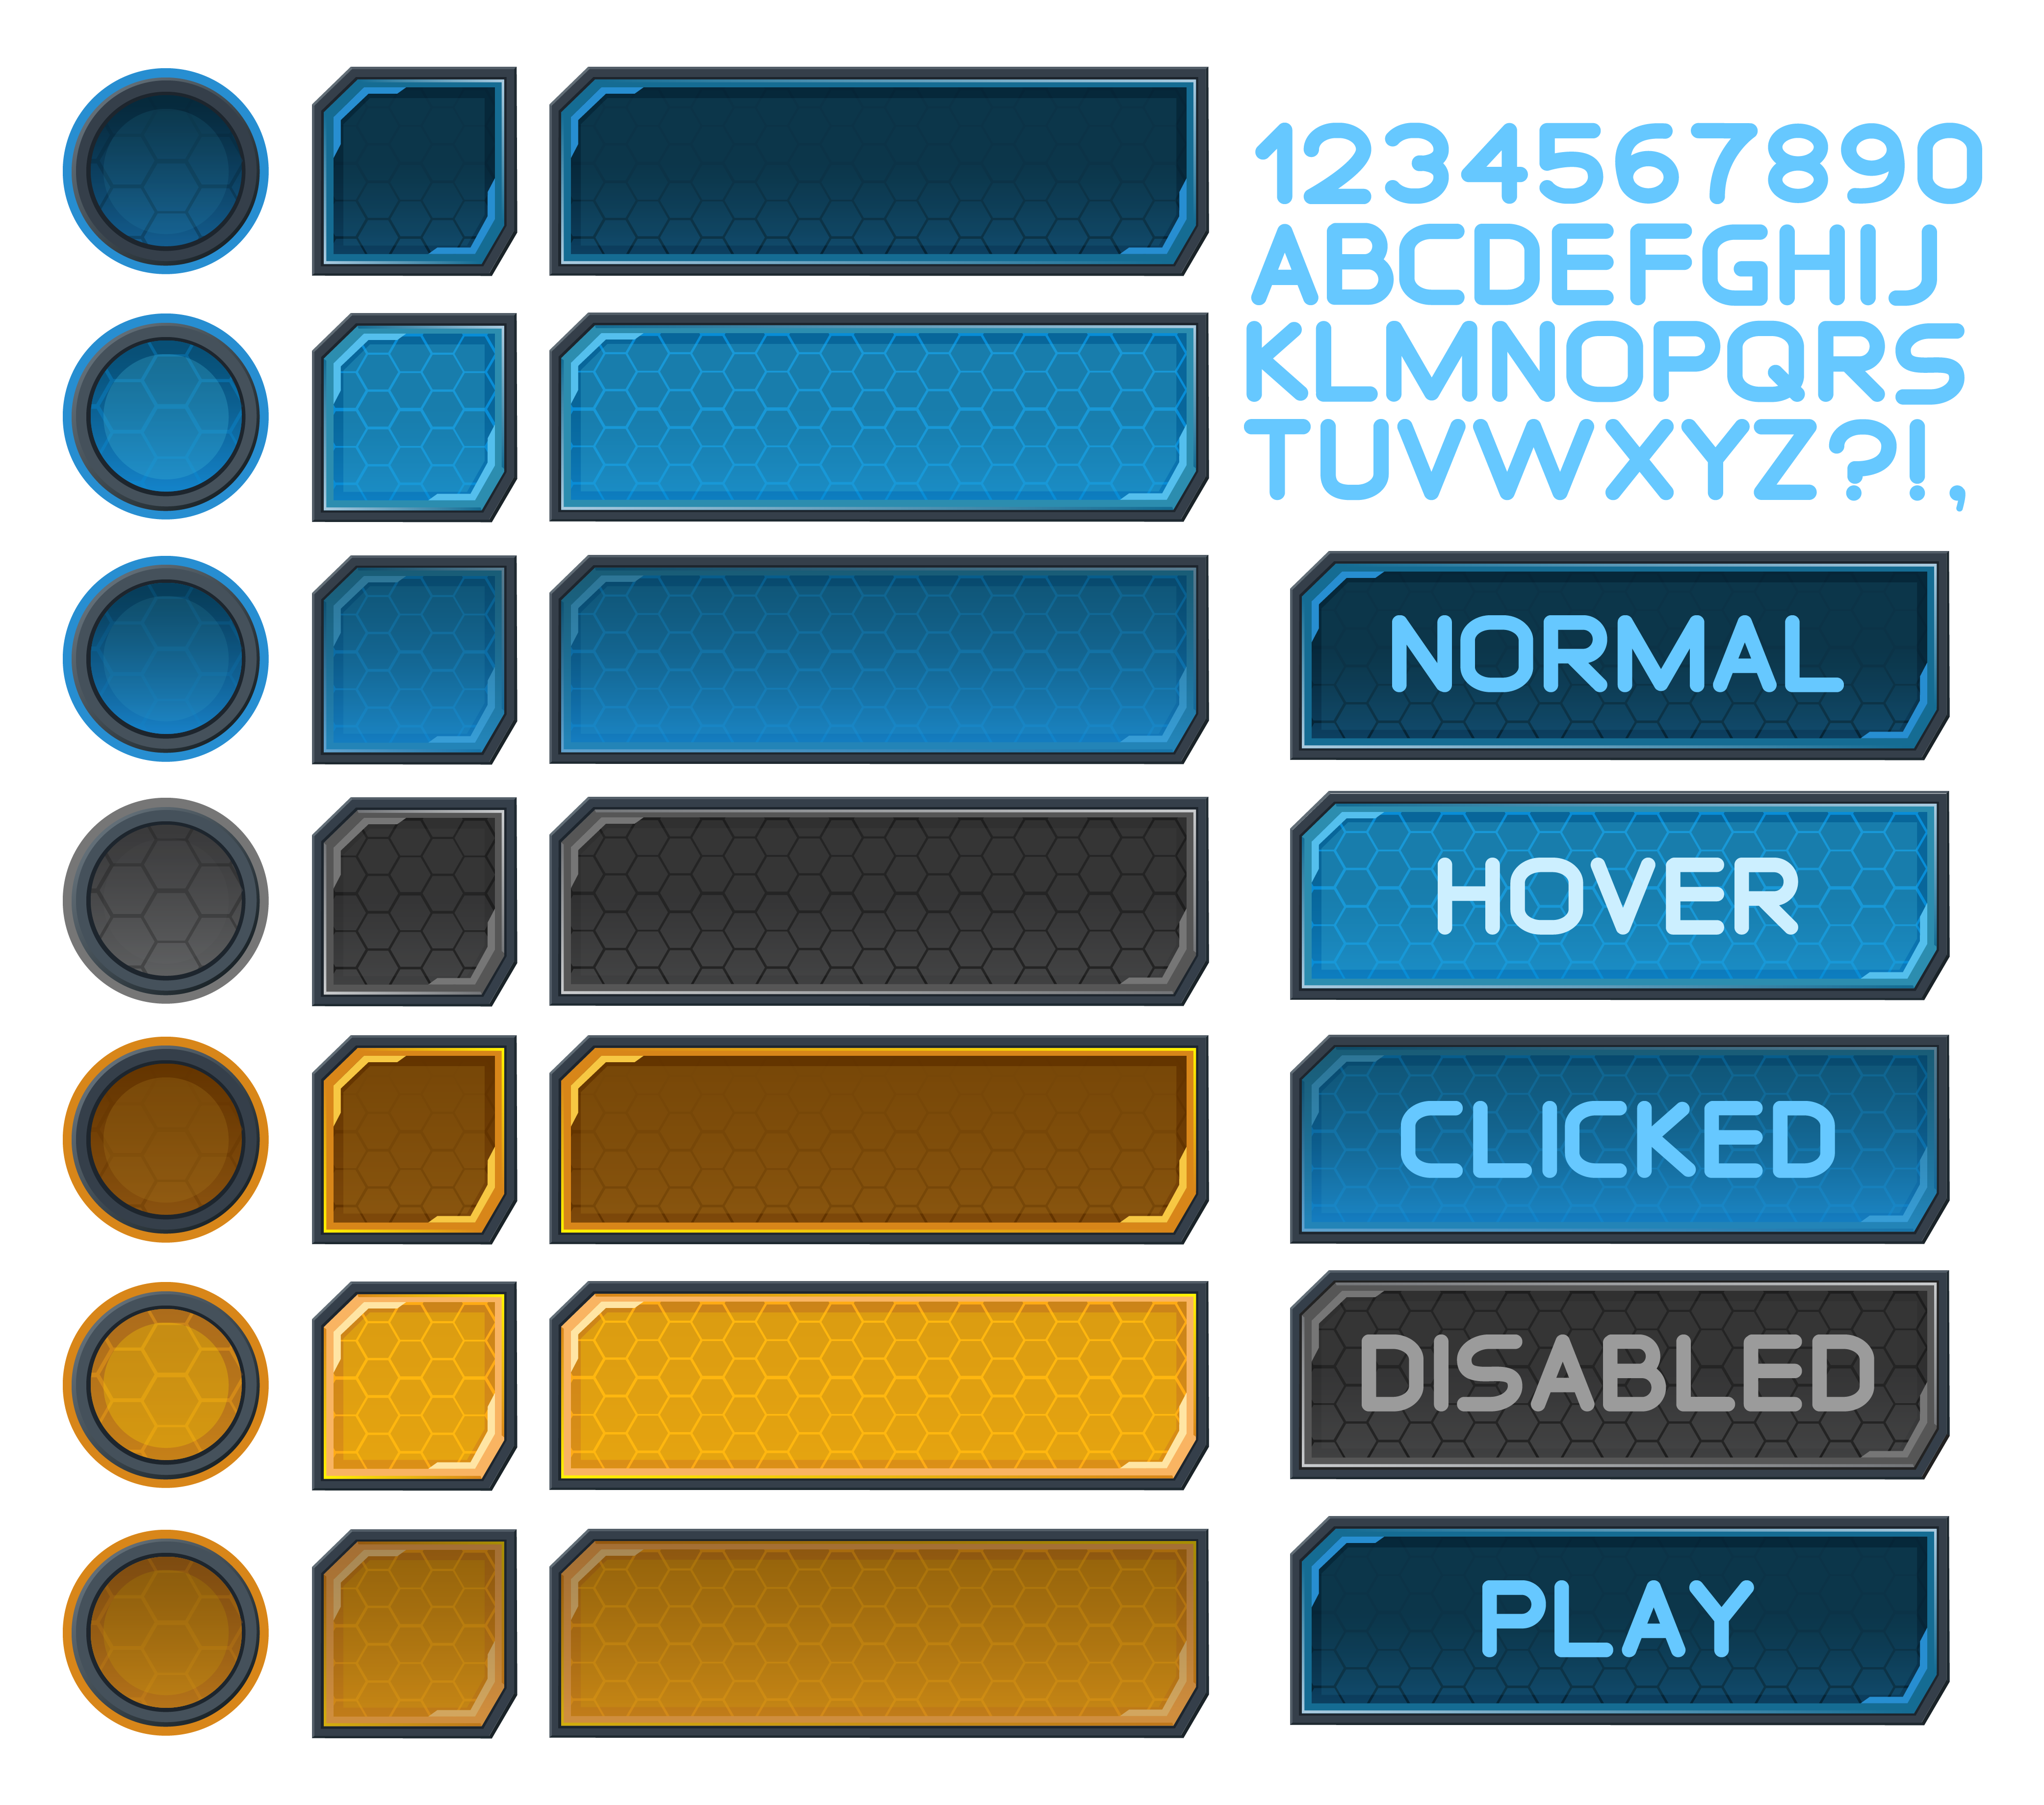 1234567890
ABCDEFGHIJ
KLMNOPQRS
TUVWXYZ?!,
NORMAL
HOVER
CLICKED
DISABLED
PLAY